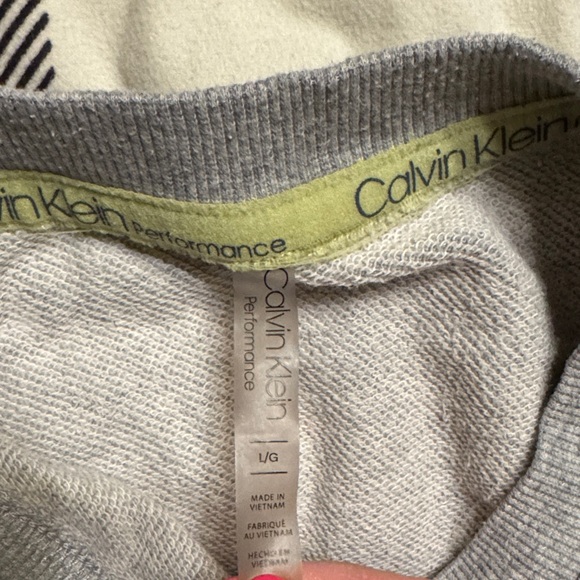 Calvin Klein
vin Klein Performance
Calvin Klein
Performance
L/G
MADE IN
VIETNAM
FABRIQUÉ
AU VIETNAM
HECHO EN
VIETNAM